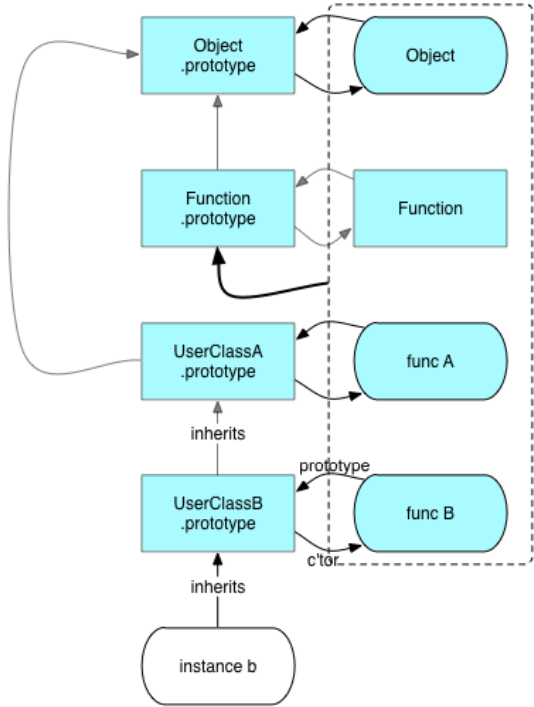 Object
.prototype
Object
Function
.prototype
Function
UserClassA
.prototype
func A
inherits
prototype
UserClassB
.prototype
func B
c'tor
inherits
instance b